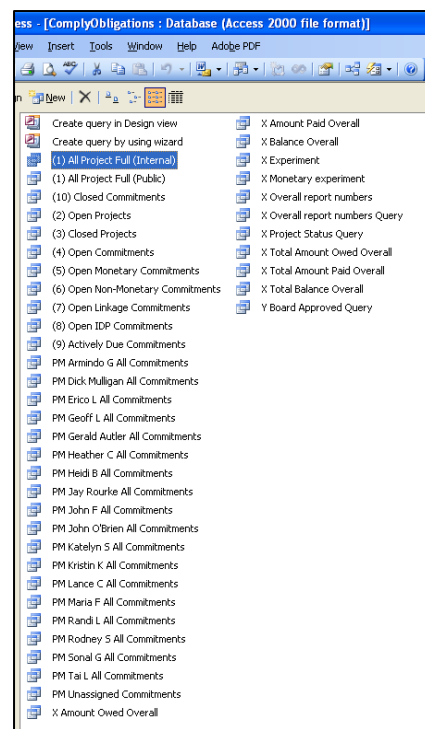 ess - [ComplyObligations : Database (Access 2000 file format)]
View Insert Tools Window Help Adobe PDF
gn New
Create query in Design view
Create query by using wizard
(1) All Project Full (Internal)
(1) All Project Full (Public)
(10) Closed Commitments
(2) Open Projects
(3) Closed Projects
(4) Open Commitments
(5) Open Monetary Commitments
(6) Open Non-Monetary Commitments
(7) Open Linkage Commitments
(8) Open IDP Commitments
(9) Actively Due Commitments
PM Armindo G All Commitments
PM Dick Mulligan All Commitments
PM Erico L All Commitments
PM Geoff L All Commitments
PM Gerald Autler All Commitments
PM Heather C All Commitments
PM Heidi B All Commitments
PM Jay Rourke All Commitments
PM John F All Commitments
PM John O'Brien All Commitments
PM Katelyn S All Commitments
PM Kristin K All Commitments
PM Lance C All Commitments
PM Maria F All Commitments
PM Randi L All Commitments
PM Rodney S All Commitments
PM Sonal G All Commitments
PM Tai L All Commitments
PM Unassigned Commitments
X Amount Owed Overall
X Amount Paid Overall
X Balance Overall
X Experiment
X Monetary experiment
X Overall report numbers
X Overall report numbers Query
X Project Status Query
X Total Amount Owed Overall
X Total Amount Paid Overall
X Total Balance Overall
Y Board Approved Query